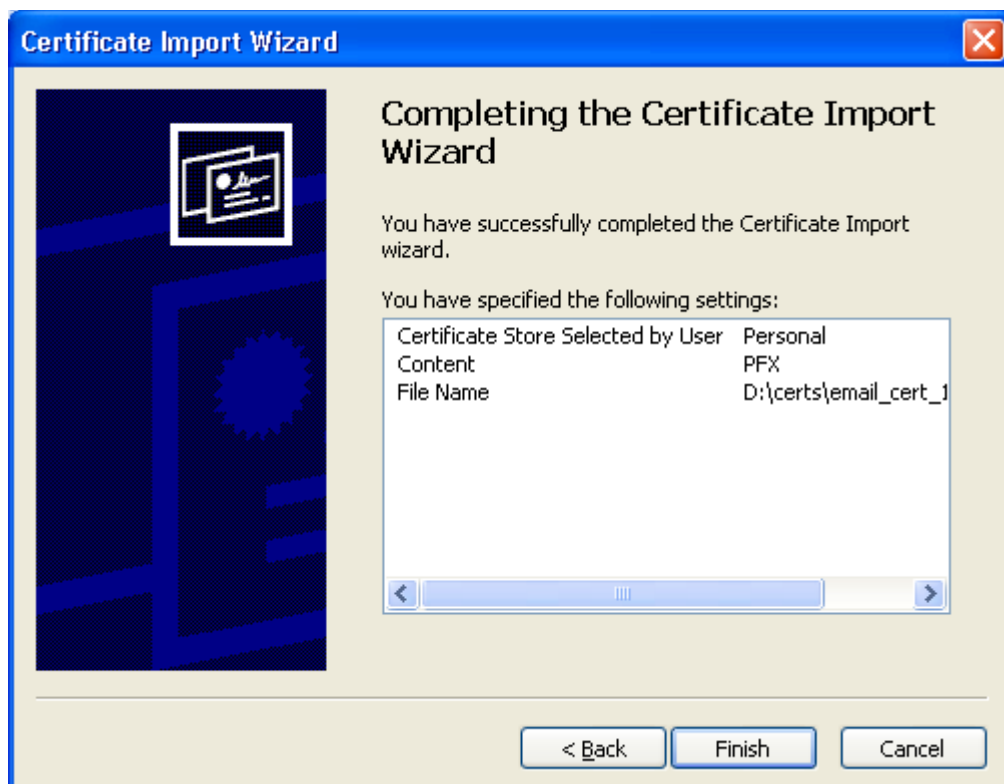 Certificate Import Wizard
Completing the Certificate Import
Wizard
You have successfully completed the Certificate Import
wizard.
You have specified the following settings:
Certificate Store Selected by User Personal
Content PFX
File Name D:\certs\email_cert_1
< Back Finish Cancel